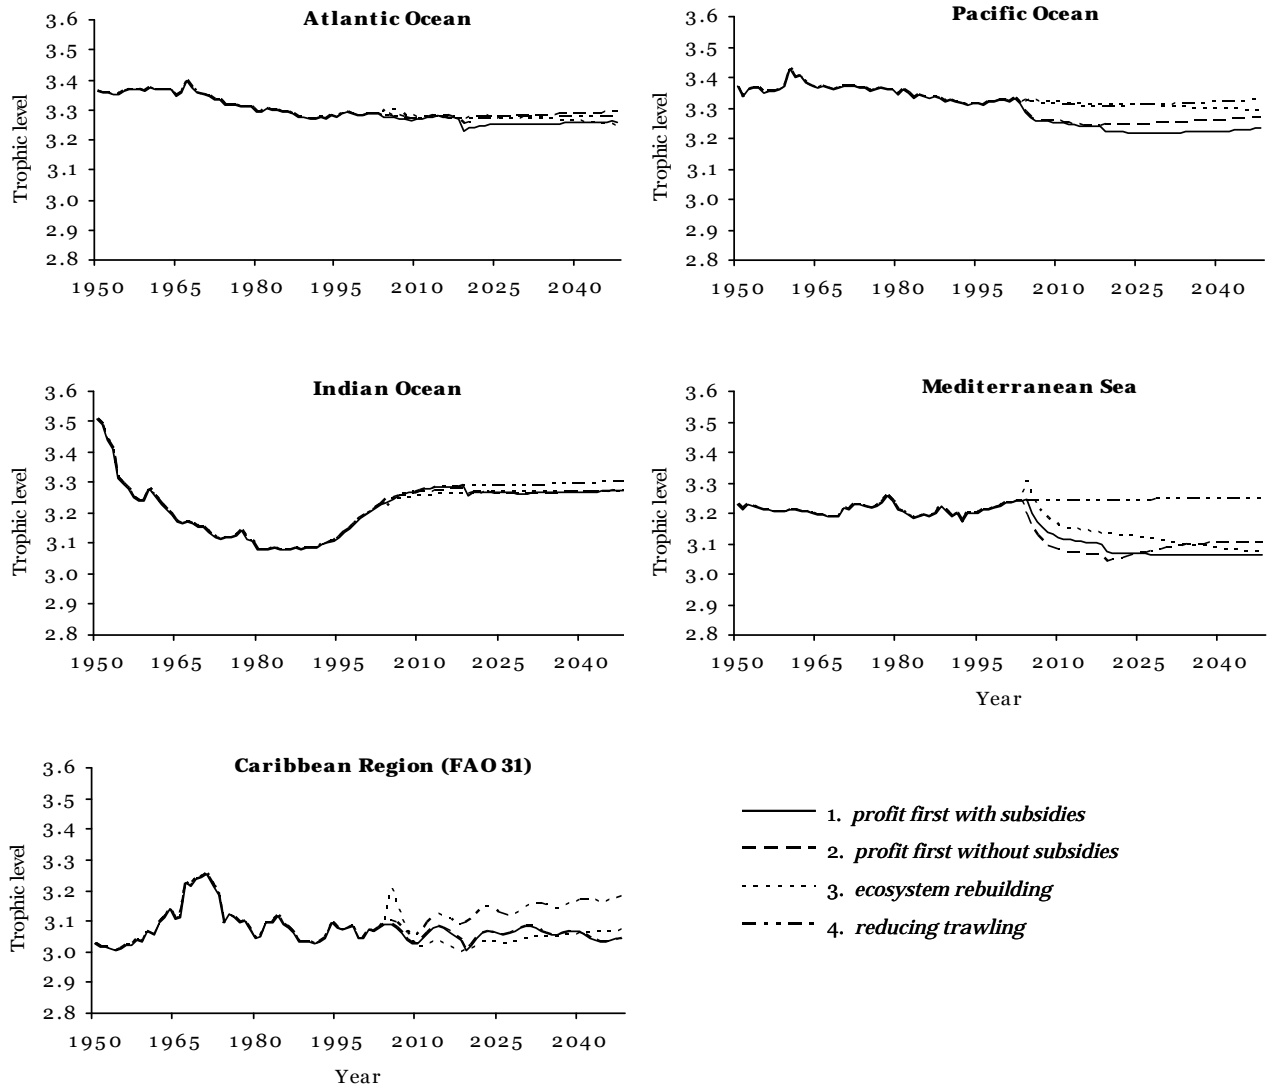 Atlantic Ocean
Trophic level
3.6
3.5
3.4
3.3
3.2
3.1
3.0
2.9
2.8
1950 1965 1980 1995 2010 2025 2040
Pacific Ocean
Trophic level
3.6
3.5
3.4
3.3
3.2
3.1
3.0
2.9
2.8
1950 1965 1980 1995 2010 2025 2040
Indian Ocean
Trophic level
3.6
3.5
3.4
3.3
3.2
3.1
3.0
2.9
2.8
1950 1965 1980 1995 2010 2025 2040
Mediterranean Sea
Trophic level
3.6
3.5
3.4
3.3
3.2
3.1
3.0
2.9
2.8
1950 1965 1980 1995 2010 2025 2040
Year
Caribbean Region (FAO 31)
Trophic level
3.6
3.5
3.4
3.3
3.2
3.1
3.0
2.9
2.8
1950 1965 1980 1995 2010 2025 2040
Year
1. profit first with subsidies
2. profit first without subsidies
3. ecosystem rebuilding
4. reducing trawling